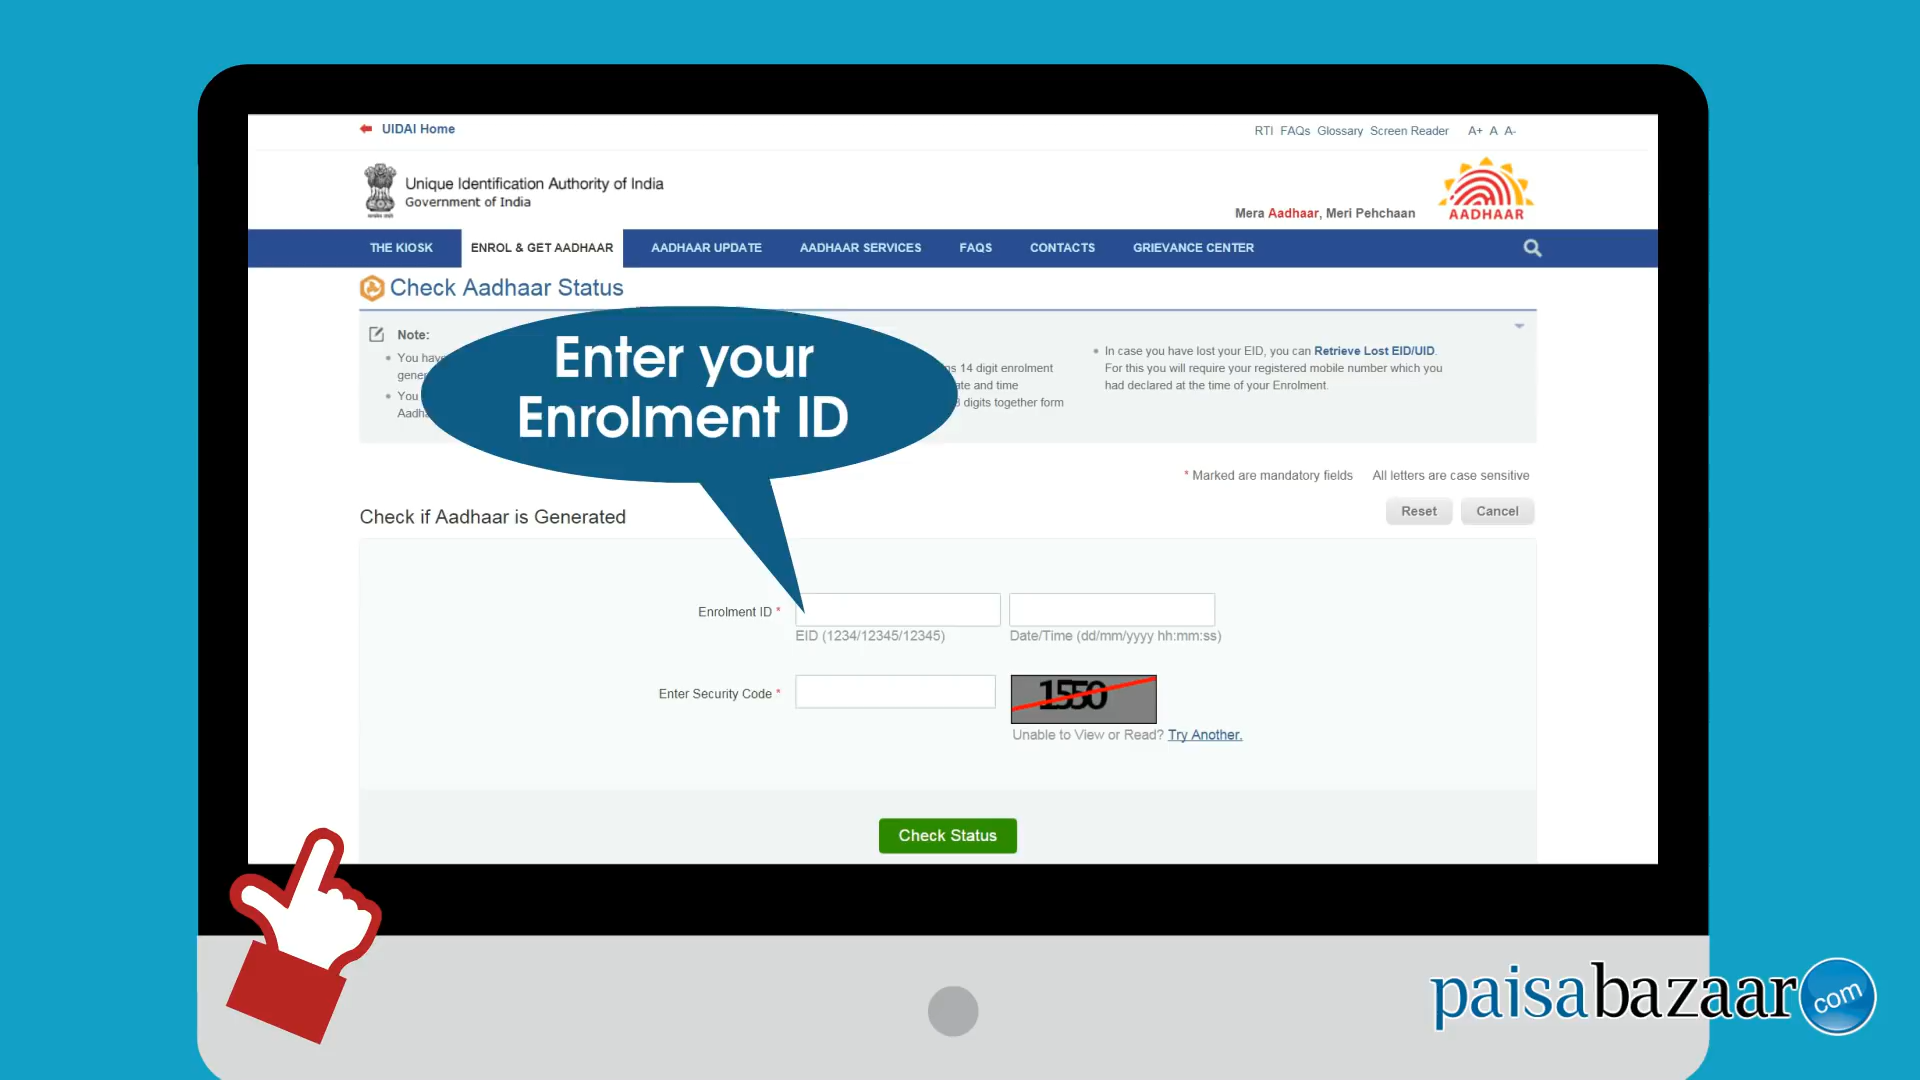 UIDAI Home
RTI FAQs Glossary Screen Reader A+ A A-
Unique Identification Authority of India
Government of India
Mera Aadhaar, Meri Pehchaan
AADHAAR
THE KIOSK ENROL & GET AADHAAR AADHAAR UPDATE AADHAAR SERVICES FAQS CONTACTS GRIEVANCE CENTER
Check Aadhaar Status
Note:
You have
You
14 digit enrolment
and time
digits together form
In case you have lost your EID, you can Retrieve Lost EID/UID.
For this you will require your registered mobile number which you
had declared at the time of your Enrolment.
Enter your
Enrolment ID
* Marked are mandatory fields All letters are case sensitive
Check if Aadhaar is Generated
Reset Cancel
Enrolment ID *
EID (1234/12345/12345) Date/Time (dd/mm/yyyy hh:mm:ss)
Enter Security Code *
1550
Unable to View or Read? Try Another.
Check Status
paisabazaar.com